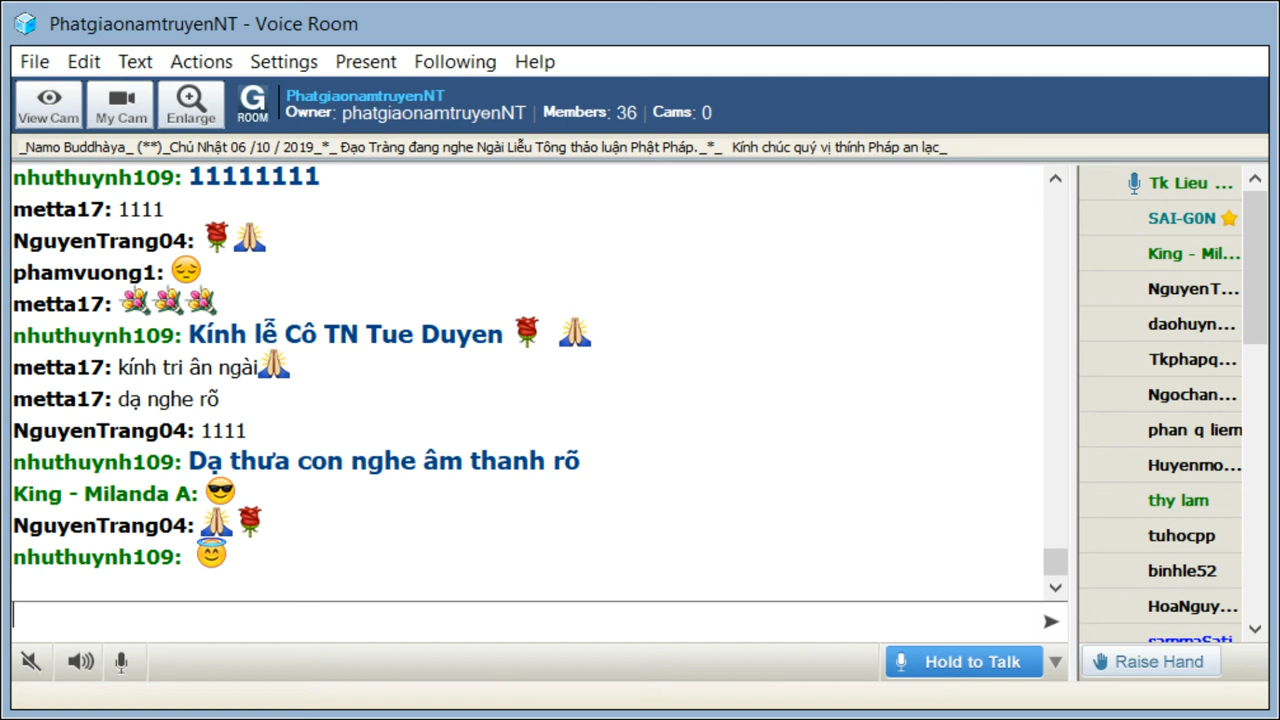 PhatgiaonamtruyenNT - Voice Room
File Edit Text Actions Settings Present Following Help
View Cam My Cam Enlarge G ROOM PhatgiaonamtruyenNT
Owner: phatgiaonamtruyenNT | Members: 36 | Cams: 0
_Namo Buddhàya_ (**)_Chủ Nhật 06 /10 / 2019_*_ Đạo Tràng đang nghe Ngài Liễu Tông thảo luận Phật Pháp._*_ Kính chúc quý vị thính Pháp an lạc_
nhuthuynh109: 11111111
metta17: 1111
NguyenTrang04:
phamvuong1:
metta17:
nhuthuynh109: Kính lễ Cô TN Tue Duyen
metta17: kính tri ân ngài
metta17: dạ nghe rõ
NguyenTrang04: 1111
nhuthuynh109: Dạ thưa con nghe âm thanh rõ
King - Milanda A:
NguyenTrang04:
nhuthuynh109:
Tk Lieu ...
SAI-G0N
King - Mil...
NguyenT...
daohuyn...
Tkphapq...
Ngochan...
phan q liem
Huyenmo...
thy lam
tuhocpp
binhle52
HoaNguy...
sammaSati
Hold to Talk
Raise Hand